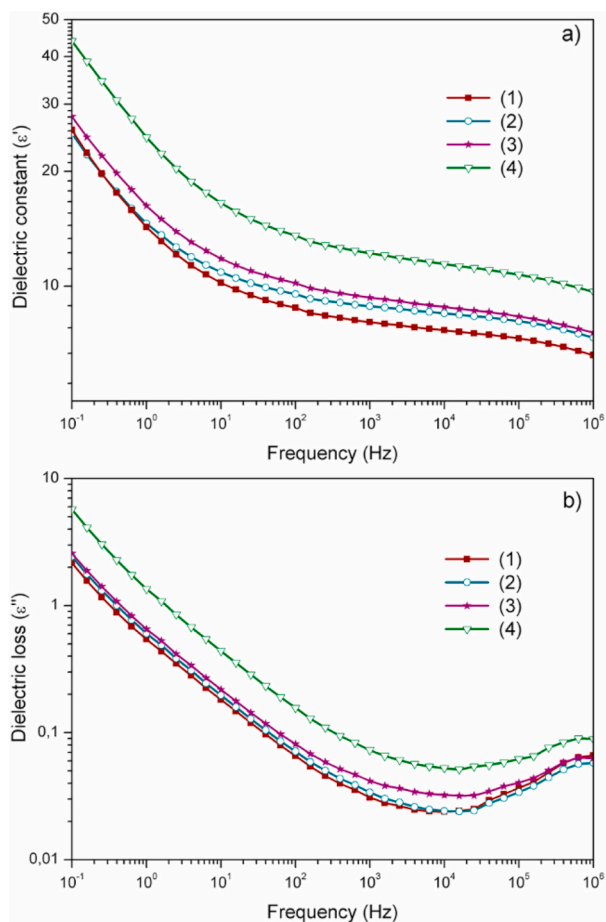 a)
50
40
30
20
10
Dielectric constant (ε')
(1)
(2)
(3)
(4)
10⁻¹ 10⁰ 10¹ 10² 10³ 10⁴ 10⁵ 10⁶
Frequency (Hz)
b)
10
1
0,1
0,01
Dielectric loss (ε'')
(1)
(2)
(3)
(4)
10⁻¹ 10⁰ 10¹ 10² 10³ 10⁴ 10⁵ 10⁶
Frequency (Hz)